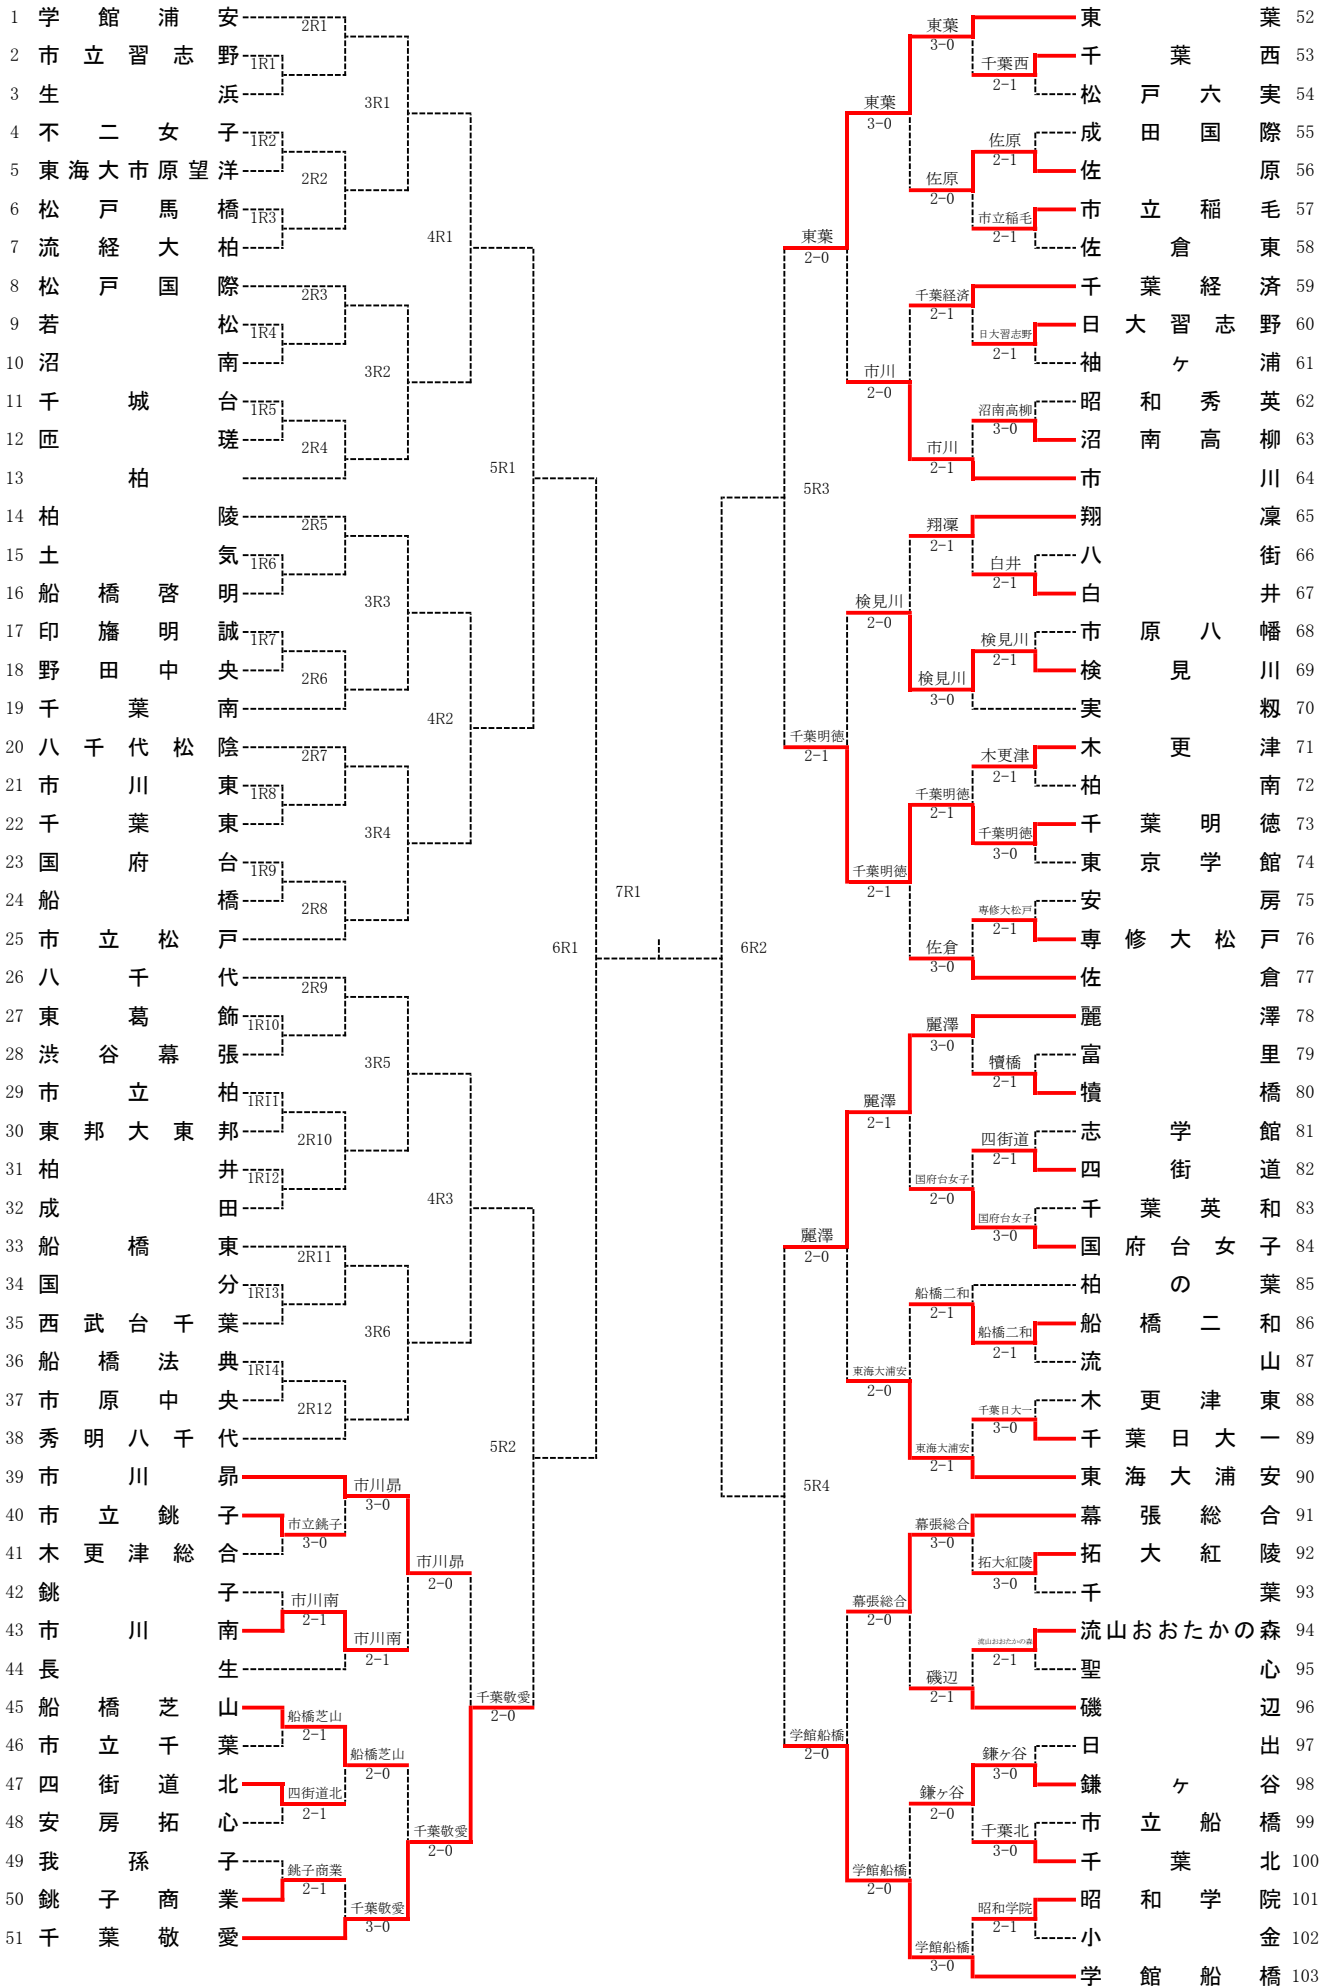 1 学館浦安
2 市立習志野
3 生浜
4 不二女子
5 東海大市原望洋
6 松戸馬橋
7 流経大柏
8 松戸国際
9 若松
10 沼南
11 千城台
12 匝瑳
13 柏
14 柏陵
15 土気
16 船橋啓明
17 印旛明誠
18 野田中央
19 千葉南
20 八千代松陰
21 市川東
22 千葉東
23 国府台
24 船橋
25 市立松戸
26 八千代
27 東葛飾
28 渋谷幕張
29 市立柏
30 東邦大東邦
31 柏井
32 成田
33 船橋東
34 国分
35 西武台千葉
36 船橋法典
37 市原中央
38 秀明八千代
39 市川昴
40 市立銚子
41 木更津総合
42 銚子
43 市川南
44 長生
45 船橋芝山
46 市立千葉
47 四街道北
48 安房拓心
49 我孫子
50 銚子商業
51 千葉敬愛
1R1
1R2
1R3
1R4
1R5
1R6
1R7
1R8
1R9
1R10
1R11
1R12
1R13
1R14
市立銚子
3-0
市川南
2-1
船橋芝山
2-1
四街道北
2-1
銚子商業
2-1
2R1
2R2
2R3
2R4
2R5
2R6
2R7
2R8
2R9
2R10
2R11
2R12
市川昴
3-0
市川南
2-1
船橋芝山
2-0
千葉敬愛
3-0
3R1
3R2
3R3
3R4
3R5
3R6
市川昴
2-0
千葉敬愛
2-0
4R1
4R2
4R3
千葉敬愛
2-0
5R1
5R2
6R1
7R1
6R2
5R3
5R4
東葉
2-0
千葉明徳
2-1
麗澤
2-0
学館船橋
2-0
東葉
3-0
市川
2-0
検見川
2-0
千葉明徳
2-1
麗澤
2-1
東海大浦安
2-0
幕張総合
2-0
学館船橋
2-0
東葉
3-0
佐原
2-0
千葉経済
2-1
市川
2-1
翔凜
2-1
検見川
3-0
千葉明徳
2-1
佐倉
3-0
麗澤
3-0
国府台女子
2-0
船橋二和
2-1
東海大浦安
2-1
幕張総合
3-0
磯辺
2-1
鎌ヶ谷
2-0
学館船橋
3-0
千葉西
2-1
佐原
2-1
市立稲毛
2-1
日大習志野
2-1
沼南高柳
3-0
白井
2-1
検見川
2-1
木更津
2-1
千葉明徳
3-0
専修大松戸
2-1
犢橋
2-1
四街道
2-1
国府台女子
3-0
船橋二和
2-1
千葉日大一
3-0
拓大紅陵
3-0
流山おおたかの森
2-1
鎌ヶ谷
3-0
千葉北
3-0
昭和学院
2-1
東葉 52
千葉西 53
松戸六実 54
成田国際 55
佐原 56
市立稲毛 57
佐倉東 58
千葉経済 59
日大習志野 60
袖ヶ浦 61
昭和秀英 62
沼南高柳 63
市川 64
翔凜 65
八街 66
白井 67
市原八幡 68
検見川 69
実籾 70
木更津 71
柏南 72
千葉明徳 73
東京学館 74
安房 75
専修大松戸 76
佐倉 77
麗澤 78
富里 79
犢橋 80
志学館 81
四街道 82
千葉英和 83
国府台女子 84
柏の葉 85
船橋二和 86
流山 87
木更津東 88
千葉日大一 89
東海大浦安 90
幕張総合 91
拓大紅陵 92
千葉 93
流山おおたかの森 94
聖心 95
磯辺 96
日出 97
鎌ヶ谷 98
市立船橋 99
千葉北 100
昭和学院 101
小金 102
学館船橋 103